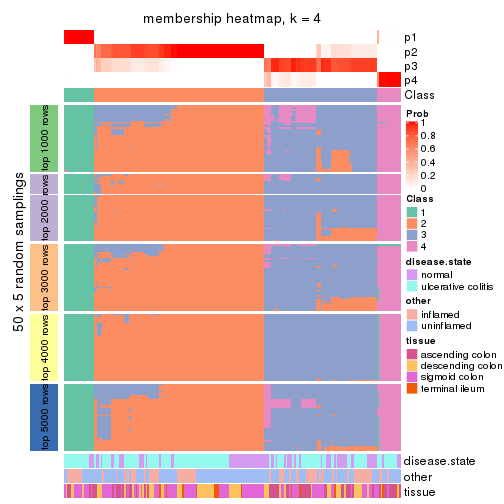 membership heatmap, k = 4
p1
p2
p3
p4
Class
50 x 5 random samplings
top 1000 rows
top 2000 rows
top 3000 rows
top 4000 rows
top 5000 rows
disease.state
other
tissue
Prob
1
0.8
0.6
0.4
0.2
0
Class
1
2
3
4
disease.state
normal
ulcerative colitis
other
inflamed
uninflamed
tissue
ascending colon
descending colon
sigmoid colon
terminal ileum